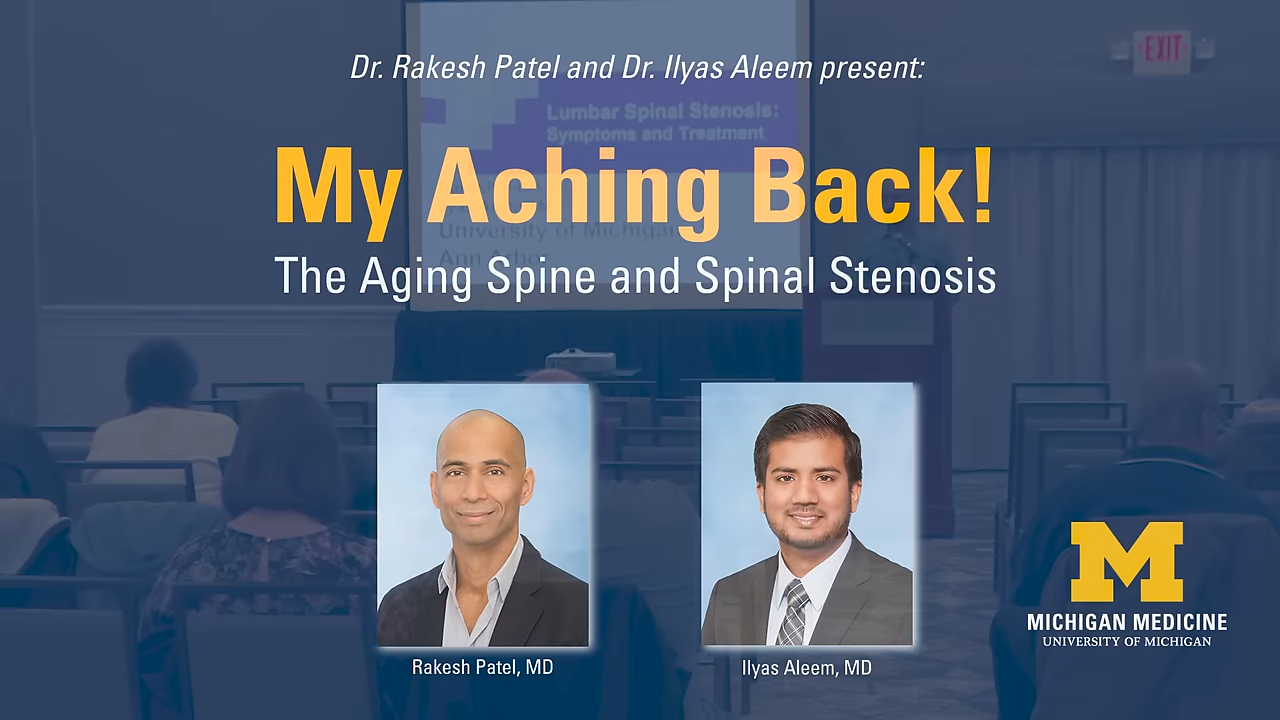 Dr. Rakesh Patel and Dr. Ilyas Aleem present:
EXIT
Lumbar Spinal Stenosis:
Symptoms and Treatment
My Aching Back!
University of Michigan
Ann Arbor
The Aging Spine and Spinal Stenosis
M
MICHIGAN MEDICINE
UNIVERSITY OF MICHIGAN
Rakesh Patel, MD
Ilyas Aleem, MD